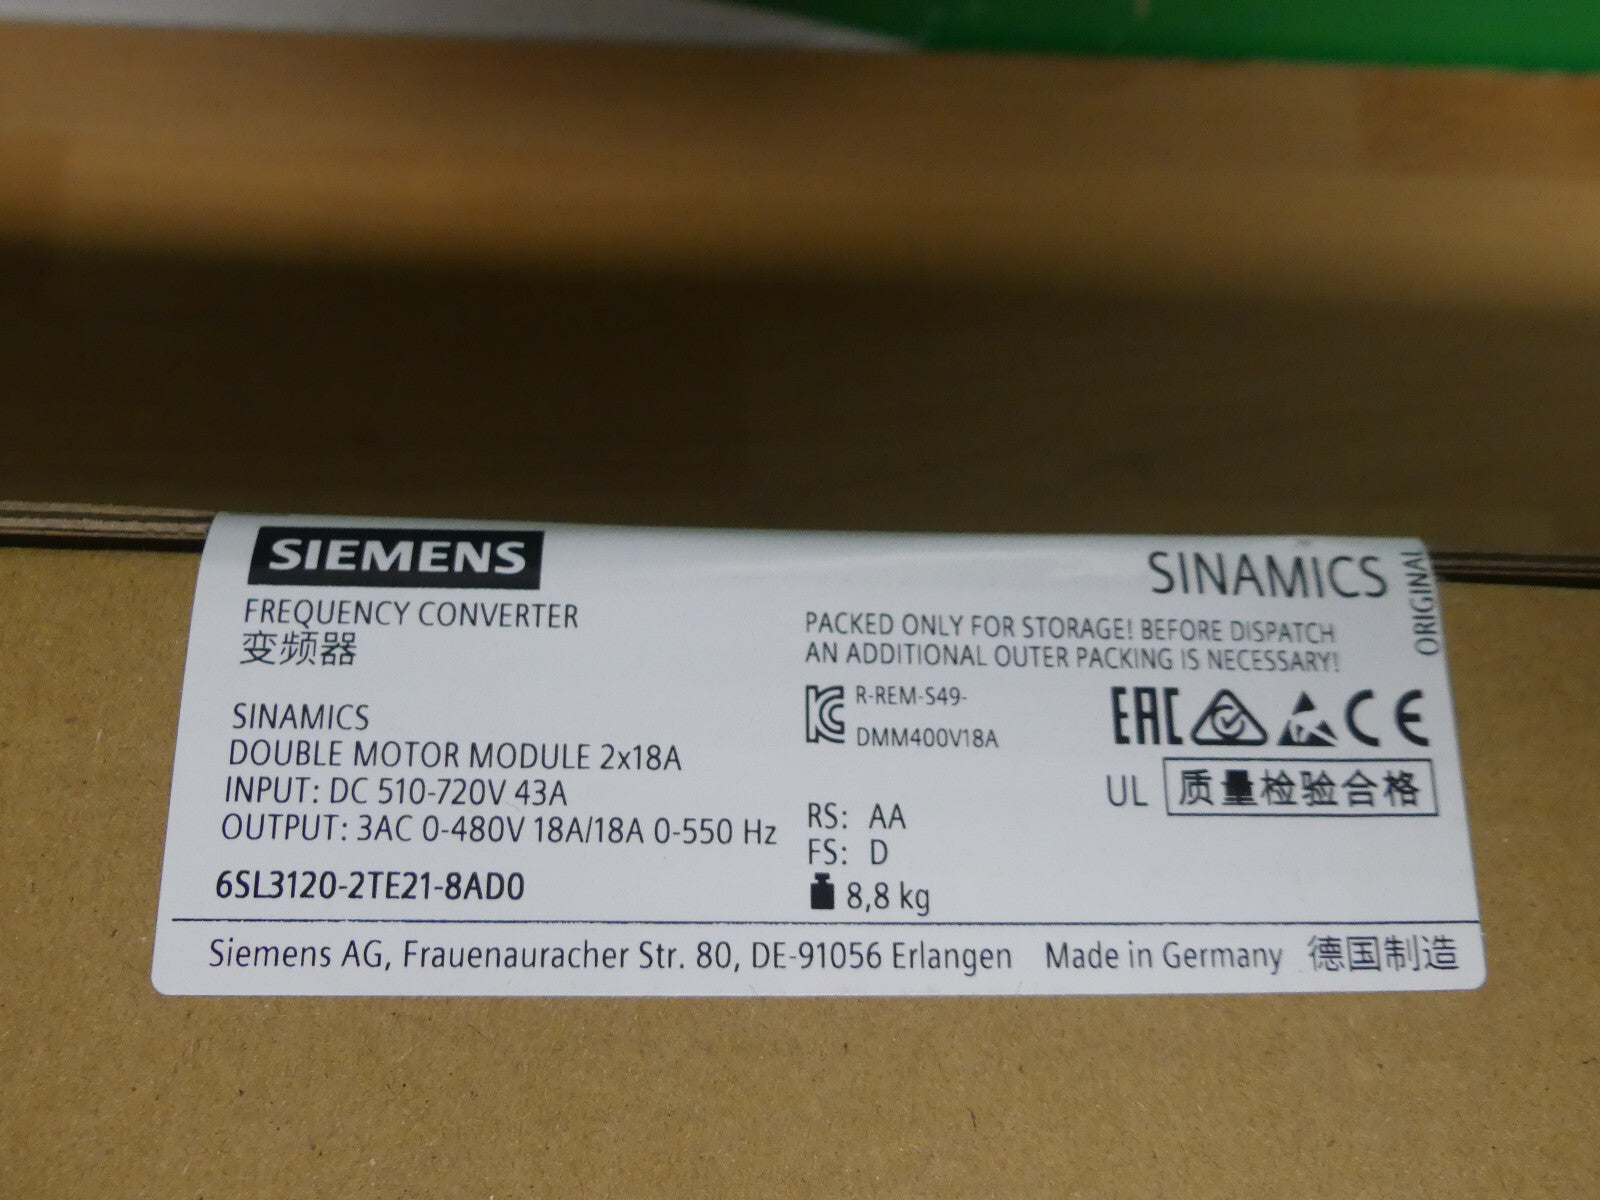 SIEMENS
FREQUENCY CONVERTER
变频器
SINAMICS
DOUBLE MOTOR MODULE 2x18A
INPUT: DC 510-720V 43A
OUTPUT: 3AC 0-480V 18A/18A 0-550 Hz
6SL3120-2TE21-8AD0
SINAMICS
ORIGINAL
PACKED ONLY FOR STORAGE! BEFORE DISPATCH
AN ADDITIONAL OUTER PACKING IS NECESSARY!
R-REM-S49-
DMM400V18A
EAC CE
UL 质量检验合格
RS: AA
FS: D
8,8 kg
Siemens AG, Frauenauracher Str. 80, DE-91056 Erlangen Made in Germany 德国制造